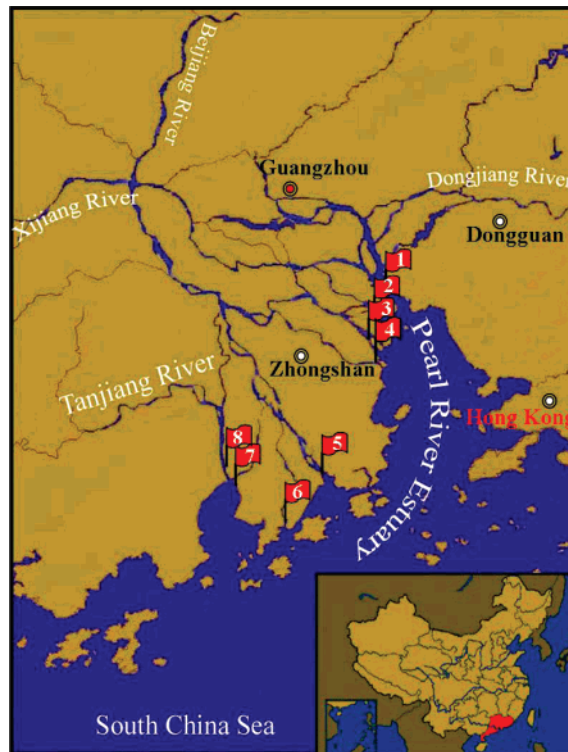 Beijiang River
Guangzhou
Dongjiang River
Xijiang River
Dongguan
1
2
3
4
Pearl River Estuary
Zhongshan
Tanjiang River
Hong Kong
8
7
5
6
South China Sea